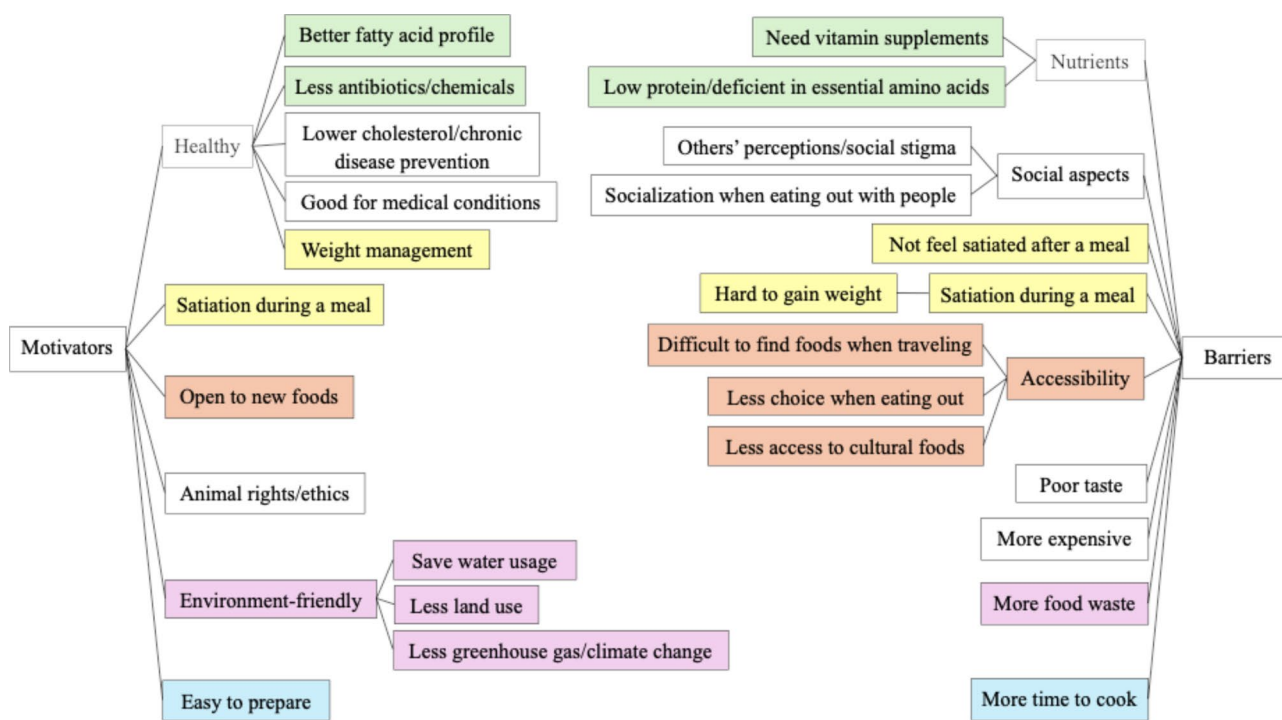 Better fatty acid profile
Less antibiotics/chemicals
Healthy
Lower cholesterol/chronic
disease prevention
Good for medical conditions
Weight management
Satiation during a meal
Motivators
Open to new foods
Animal rights/ethics
Environment-friendly
Save water usage
Less land use
Less greenhouse gas/climate change
Easy to prepare
Need vitamin supplements
Nutrients
Low protein/deficient in essential amino acids
Others’ perceptions/social stigma
Social aspects
Socialization when eating out with people
Not feel satiated after a meal
Hard to gain weight
Satiation during a meal
Difficult to find foods when traveling
Accessibility
Less choice when eating out
Less access to cultural foods
Barriers
Poor taste
More expensive
More food waste
More time to cook